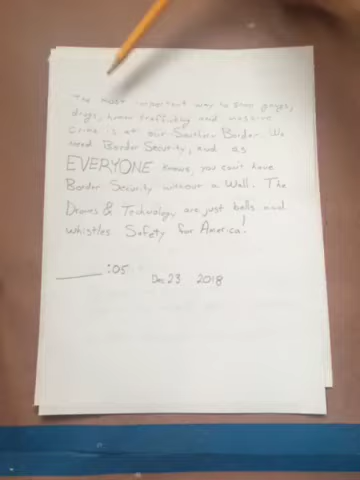 The most important way to stop gangs,
drugs, human trafficking and massive
crime is at our Southern Border. We
need Border Security, and as
EVERYONE knows, you can't have
Border Security without a Wall. The
Drones & Technology are just bells and
whistles Safety for America!
:05
Dec 23 2018